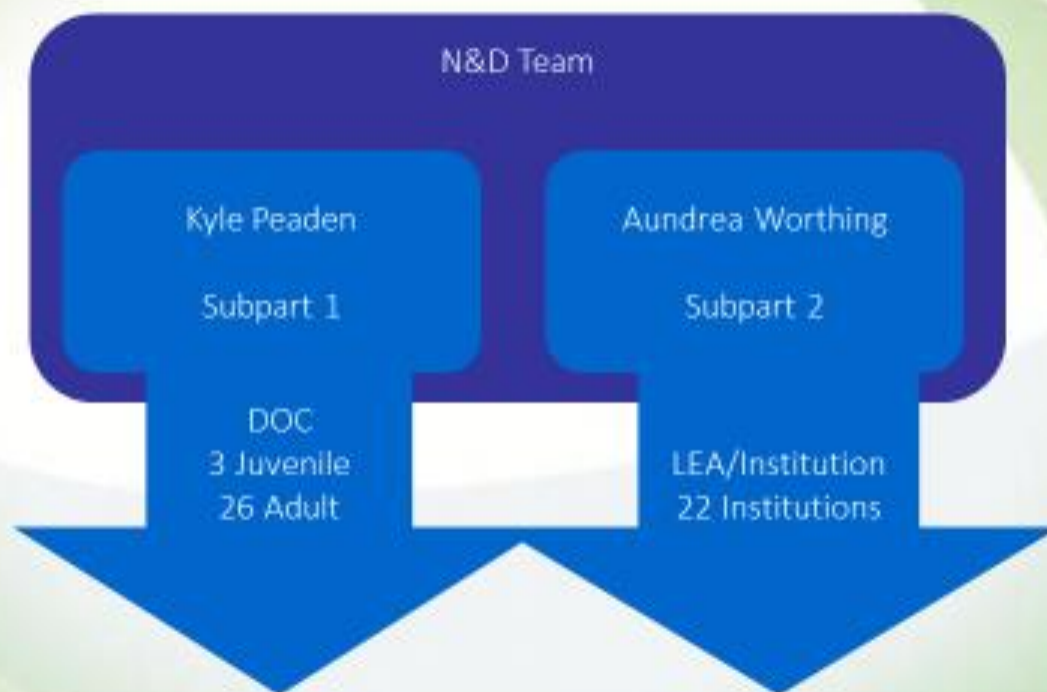 N&D Team
Kyle Peaden
Subpart 1
DOC
3 Juvenile
26 Adult
Aundrea Worthing
Subpart 2
LEA/Institution
22 Institutions